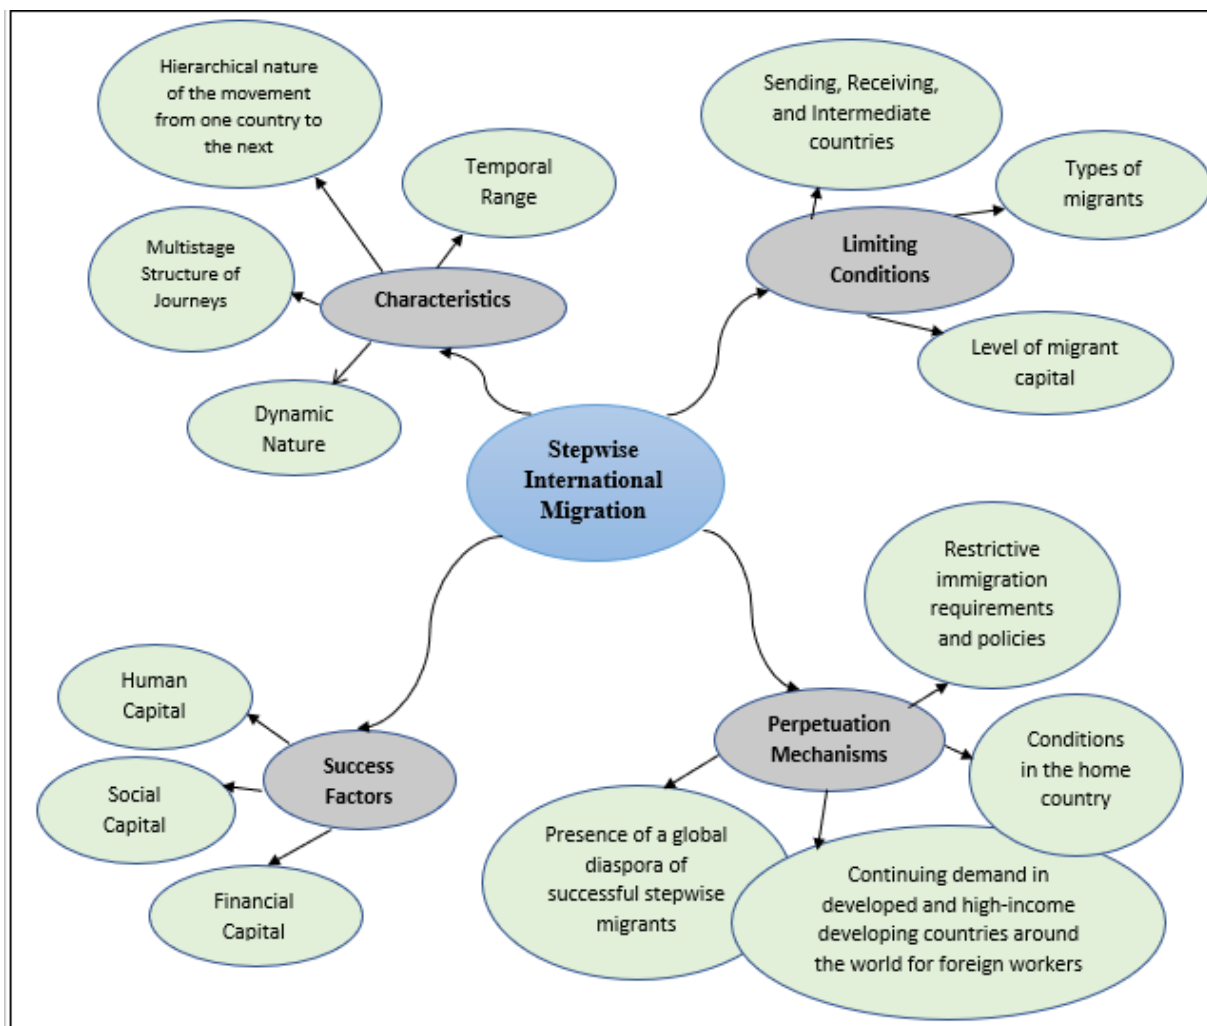 Hierarchical nature
of the movement
from one country to
the next
Temporal
Range
Multistage
Structure of
Journeys
Characteristics
Dynamic
Nature
Sending, Receiving,
and Intermediate
countries
Types of
migrants
Limiting
Conditions
Level of migrant
capital
Stepwise
International
Migration
Human
Capital
Social
Capital
Success
Factors
Financial
Capital
Restrictive
immigration
requirements
and policies
Perpetuation
Mechanisms
Conditions
in the home
country
Presence of a global
diaspora of
successful stepwise
migrants
Continuing demand in
developed and high-income
developing countries around
the world for foreign workers